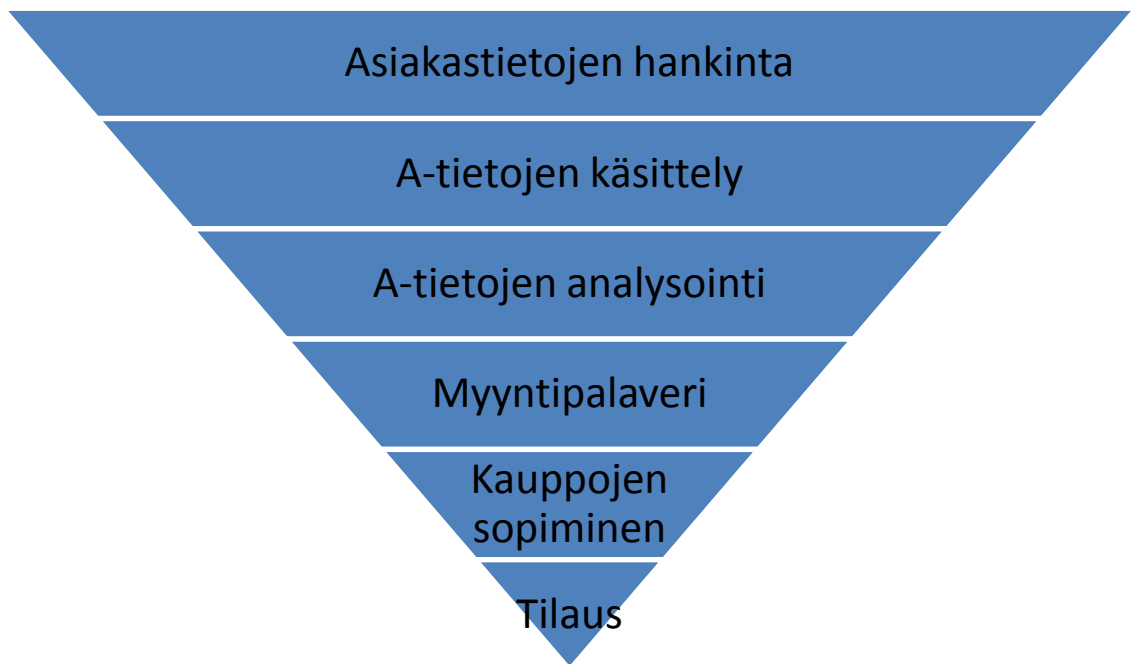 Asiakastietojen hankinta
A-tietojen käsittely
A-tietojen analysointi
Myyntipalaveri
Kauppojen
sopiminen
Tilaus